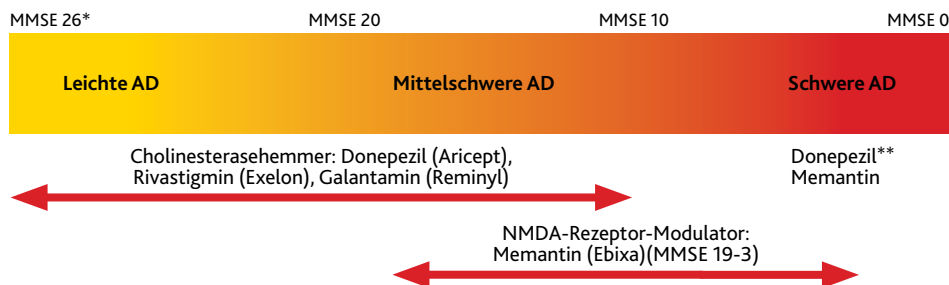 MMSE 26* MMSE 20 MMSE 10 MMSE 0
Leichte AD Mittelschwere AD Schwere AD
Cholinesterasehemmer: Donepezil (Aricept),
Rivastigmin (Exelon), Galantamin (Reminyl)
Donepezil**
Memantin
NMDA-Rezeptor-Modulator:
Memantin (Ebixa)(MMSE 19-3)